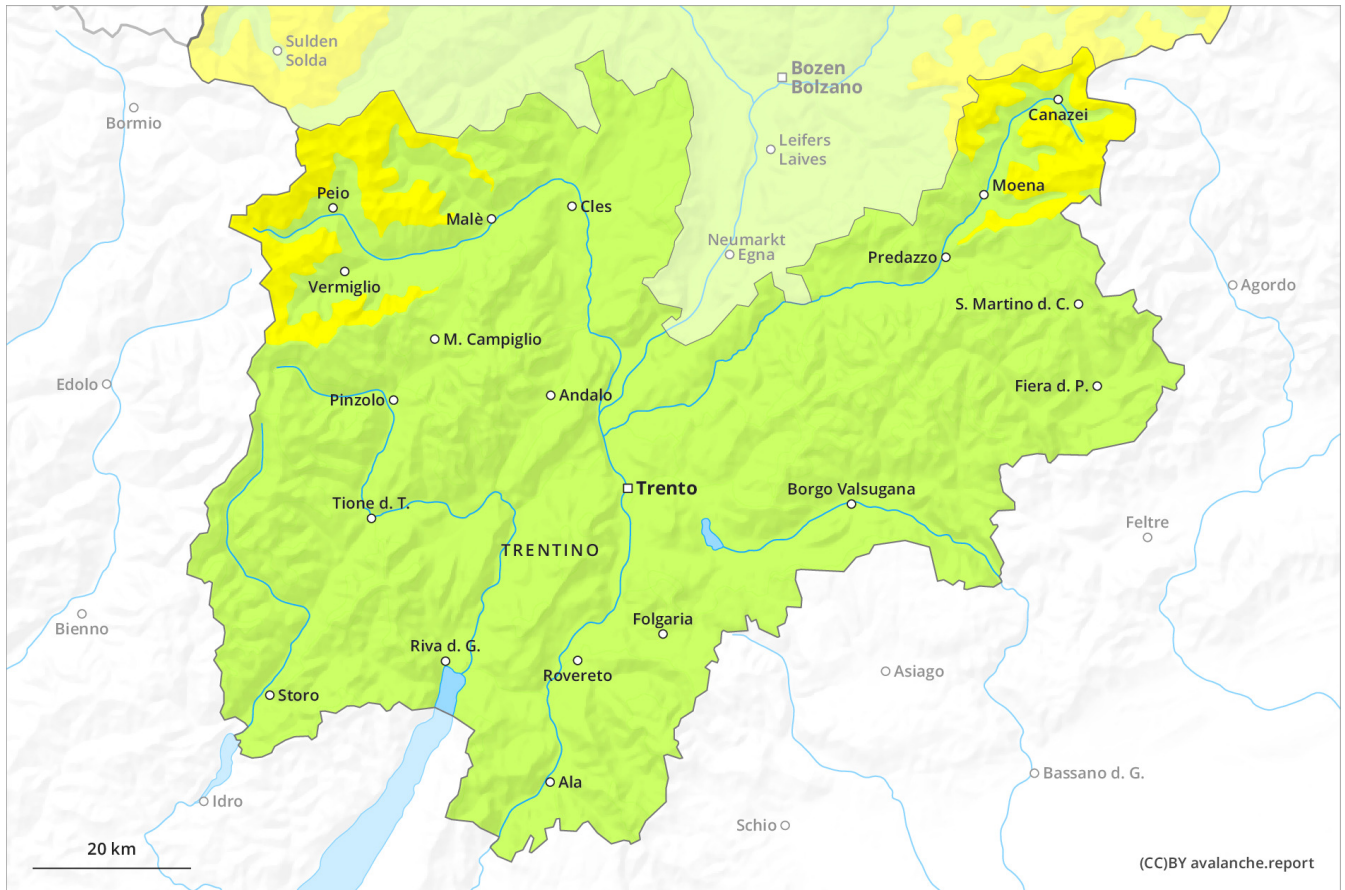 Sulden
Solda
Bozen
Bolzano
Bormio
Canazei
Leifers
Laives
Moena
Peio
Cles
Malè
Neumarkt
Egna
Predazzo
Vermiglio
Agordo
S. Martino d. C.
M. Campiglio
Edolo
Fiera d. P.
Andalo
Pinzolo
Trento
Borgo Valsugana
Tione d. T.
Feltre
TRENTINO
Folgaria
Bienno
Riva d. G.
Asiago
Rovereto
Storo
Bassano d. G.
Ala
Idro
Schio
20 km
(CC)BY avalanche.report